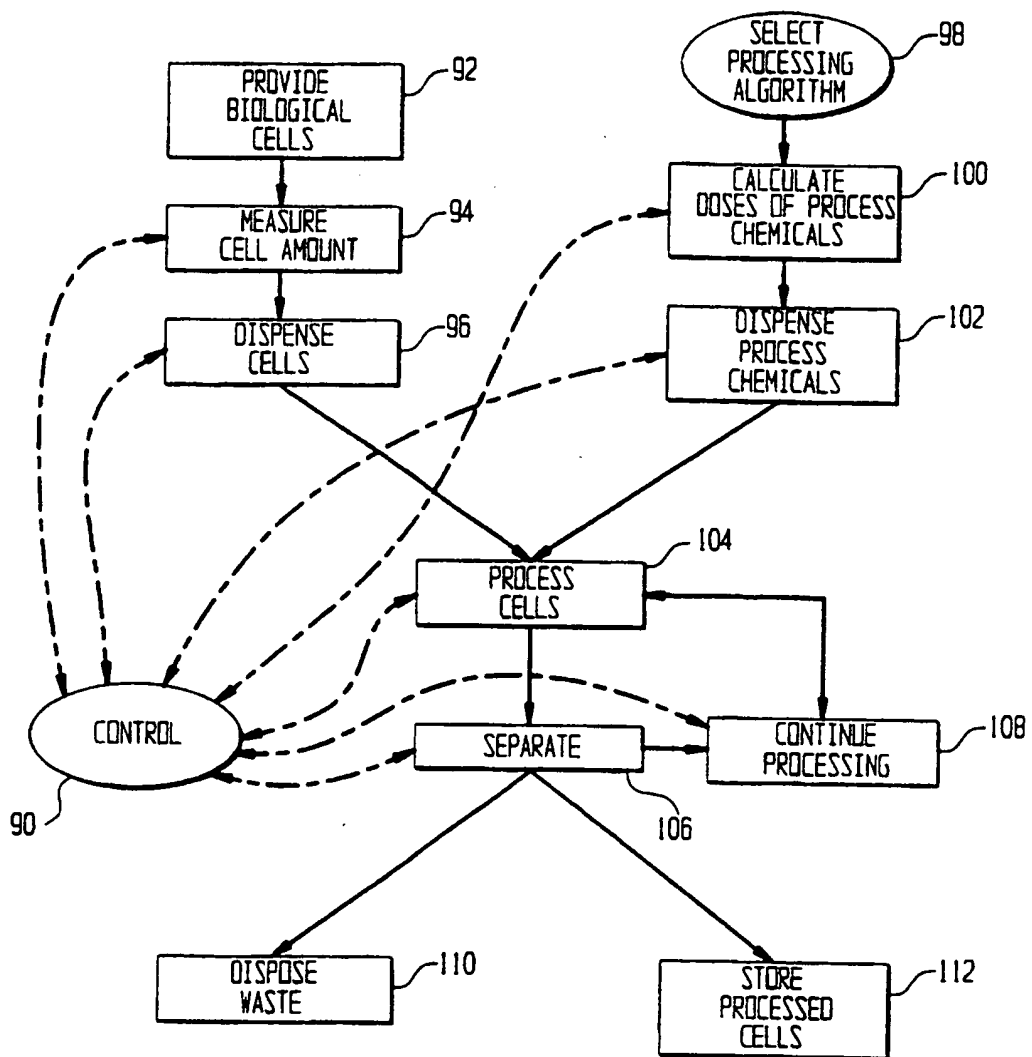 PROVIDE
BIOLOGICAL
CELLS
92
SELECT
PROCESSING
ALGORITHM
98
MEASURE
CELL AMOUNT
94
CALCULATE
DOSES OF PROCESS
CHEMICALS
100
DISPENSE
CELLS
96
DISPENSE
PROCESS
CHEMICALS
102
PROCESS
CELLS
104
CONTROL
90
SEPARATE
106
CONTINUE
PROCESSING
108
DISPOSE
WASTE
110
STORE
PROCESSED
CELLS
112